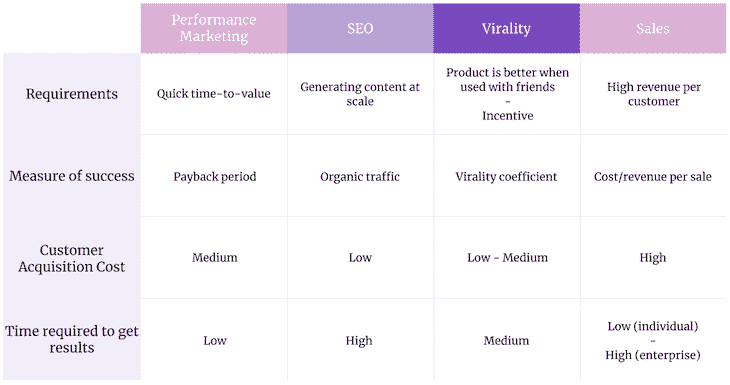 Performance
Marketing
SEO
Virality
Sales
Requirements
Quick time-to-value
Generating content at
scale
Product is better when
used with friends
-
Incentive
High revenue per
customer
Measure of success
Payback period
Organic traffic
Virality coefficient
Cost/revenue per sale
Customer
Acquisition Cost
Medium
Low
Low - Medium
High
Time required to get
results
Low
High
Medium
Low (individual)
-
High (enterprise)